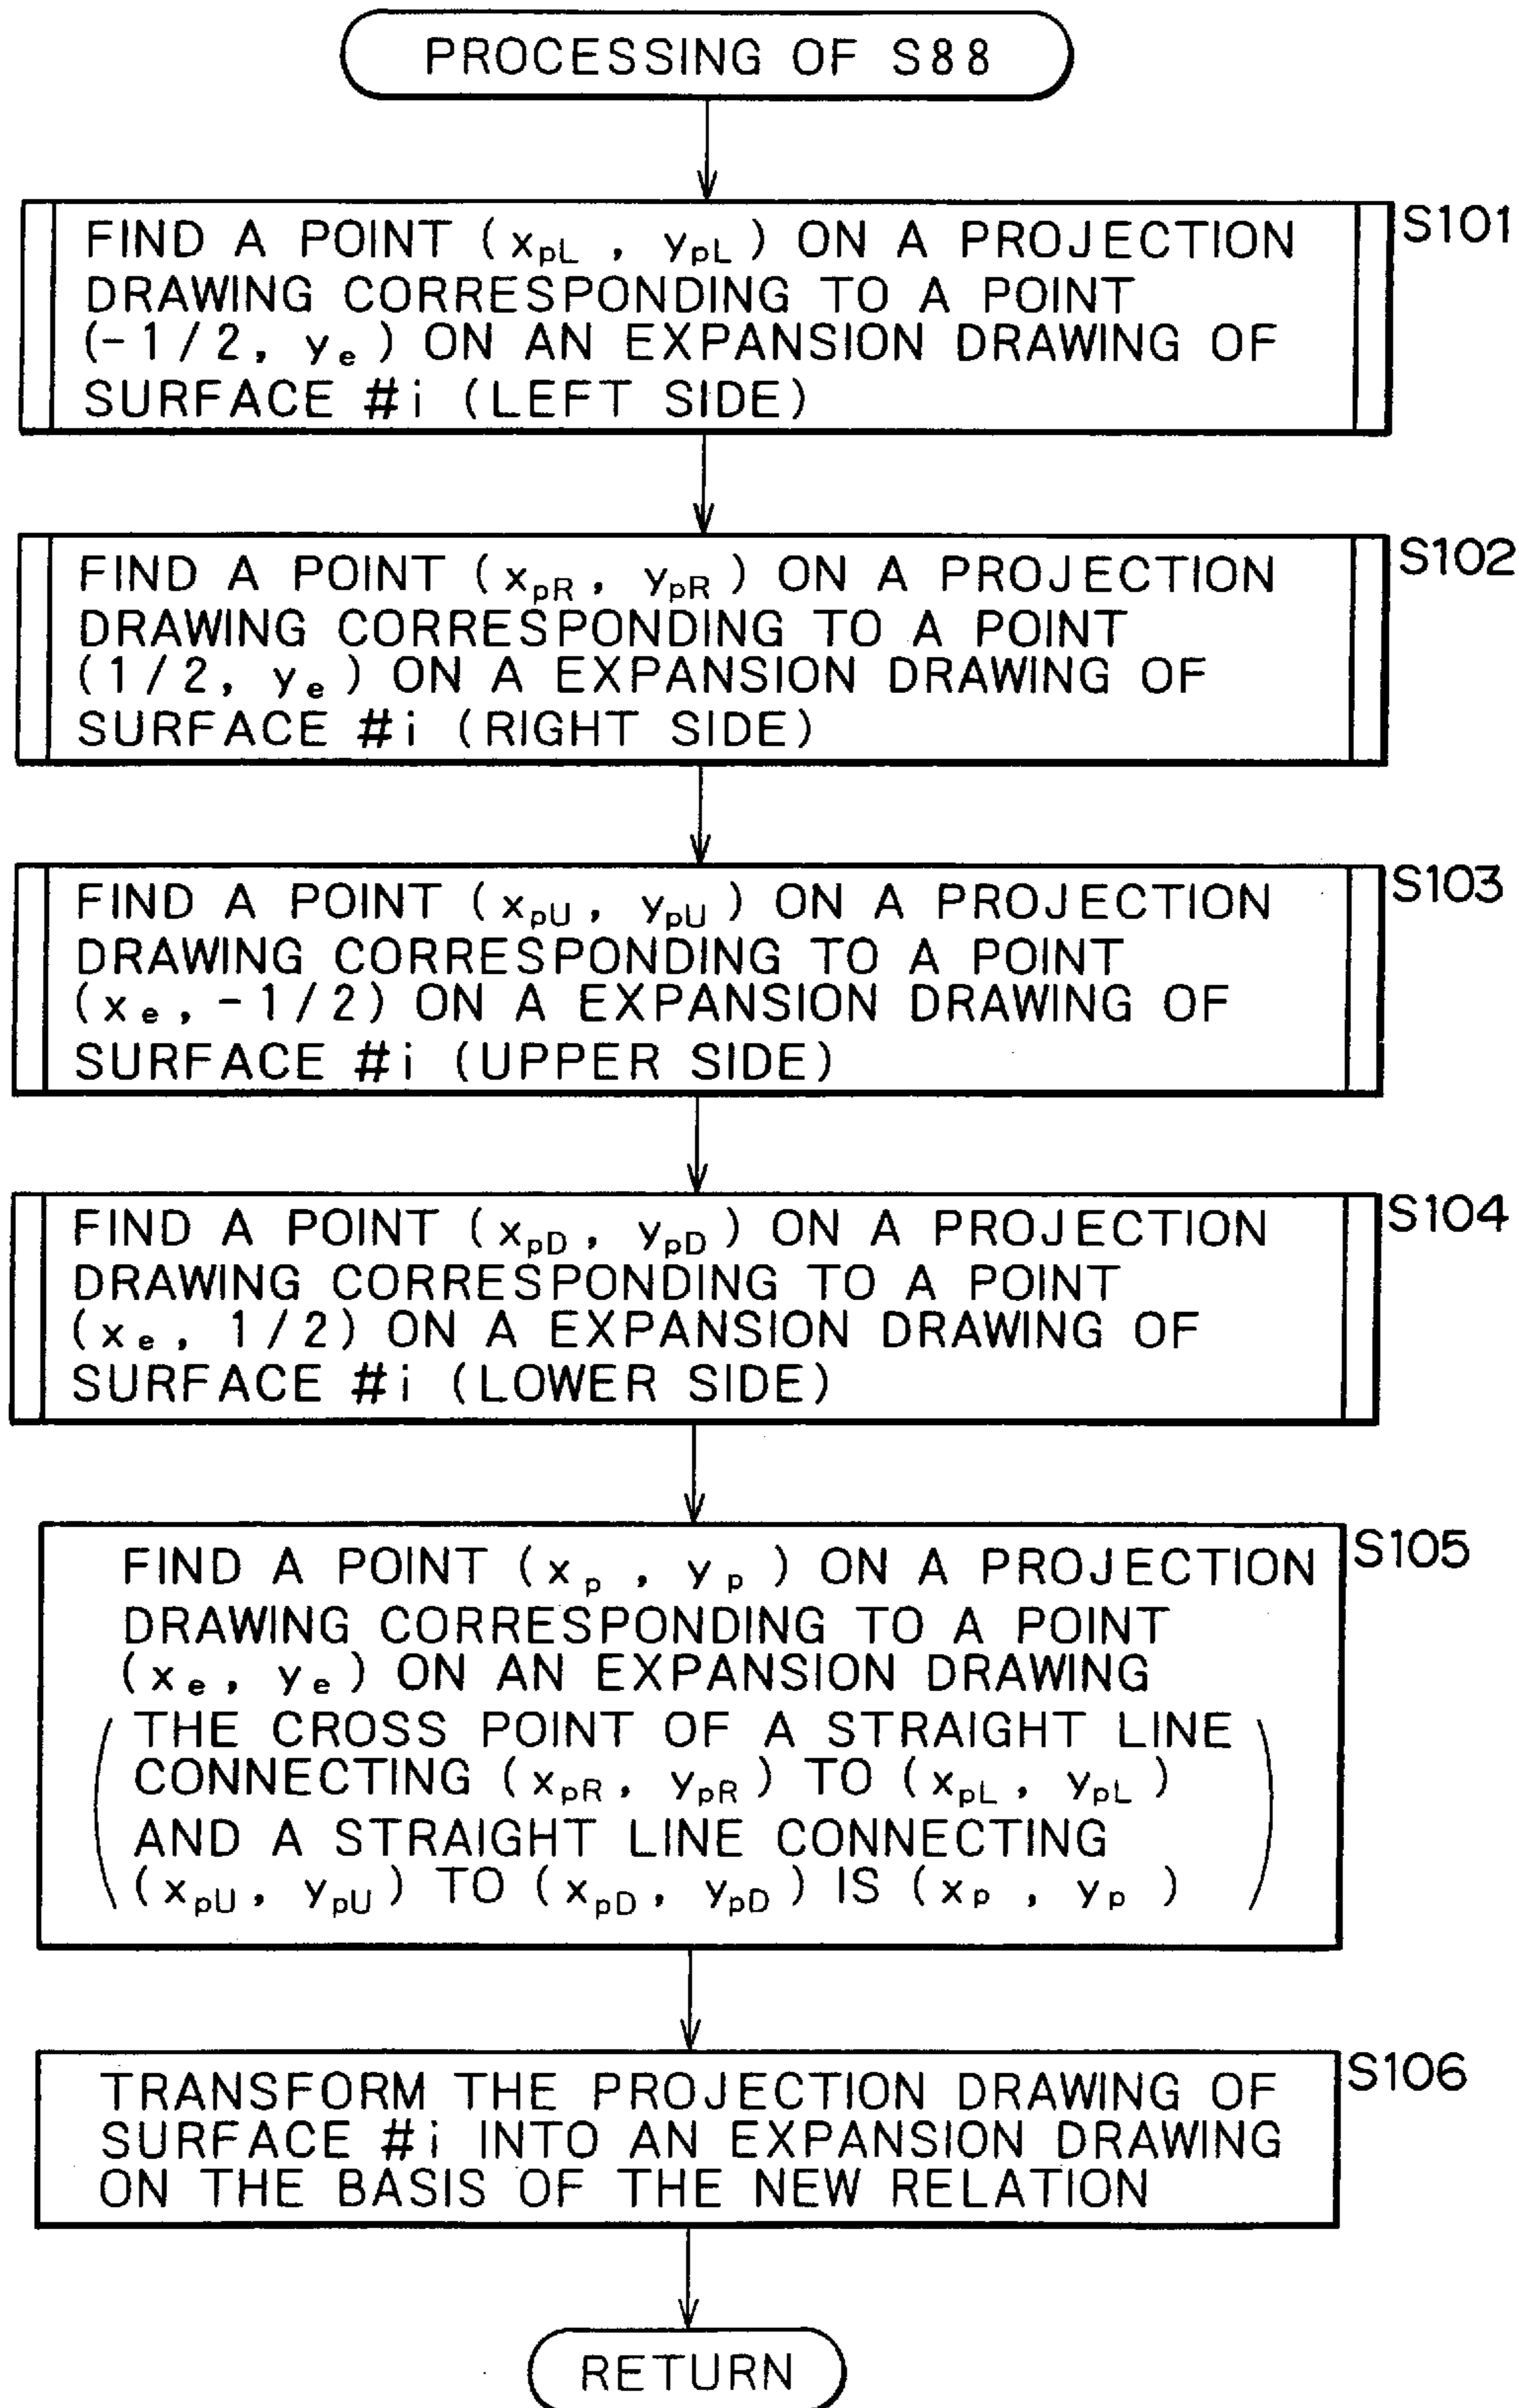 PROCESSING OF S88
S101
FIND A POINT (xpL , ypL) ON A PROJECTION
DRAWING CORRESPONDING TO A POINT
(-1/2, ye) ON AN EXPANSION DRAWING OF
SURFACE #i (LEFT SIDE)
S102
FIND A POINT (xpR, ypR) ON A PROJECTION
DRAWING CORRESPONDING TO A POINT
(1/2, ye) ON A EXPANSION DRAWING OF
SURFACE #i (RIGHT SIDE)
S103
FIND A POINT (xpU, ypU) ON A PROJECTION
DRAWING CORRESPONDING TO A POINT
(xe, -1/2) ON A EXPANSION DRAWING OF
SURFACE #i (UPPER SIDE)
S104
FIND A POINT (xpD, ypD) ON A PROJECTION
DRAWING CORRESPONDING TO A POINT
(xe, 1/2) ON A EXPANSION DRAWING OF
SURFACE #i (LOWER SIDE)
S105
FIND A POINT (xp , yp) ON A PROJECTION
DRAWING CORRESPONDING TO A POINT
(xe, ye) ON AN EXPANSION DRAWING
(THE CROSS POINT OF A STRAIGHT LINE
CONNECTING (xpR, ypR) TO (xpL, ypL)
AND A STRAIGHT LINE CONNECTING
(xpU, ypU) TO (xpD, ypD) IS (xp , yp))
S106
TRANSFORM THE PROJECTION DRAWING OF
SURFACE #i INTO AN EXPANSION DRAWING
ON THE BASIS OF THE NEW RELATION
RETURN